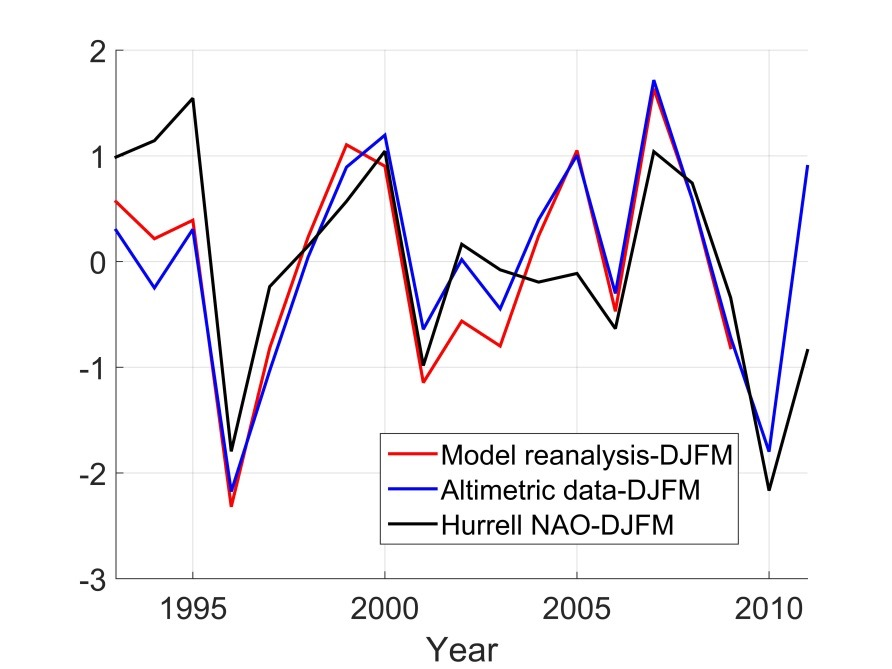 2
1
0
-1
-2
-3
1995 2000 2005 2010
Year
Model reanalysis-DJFM
Altimetric data-DJFM
Hurrell NAO-DJFM